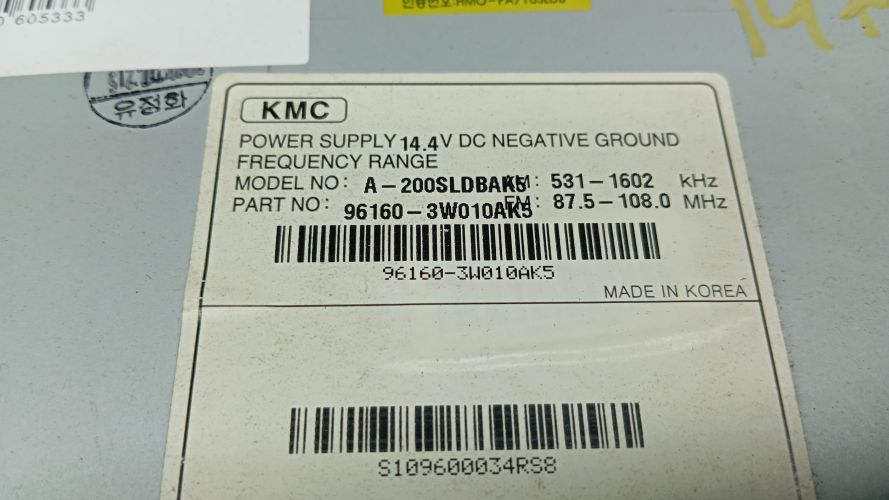 605333
유정화
KMC
POWER SUPPLY 14.4V DC NEGATIVE GROUND
FREQUENCY RANGE
MODEL NO: A-200SLDBAK5 AM: 531-1602 kHz
PART NO: 96160-3W010AK5 FM: 87.5-108.0 MHz
96160-3W010AK5
MADE IN KOREA
S109600034RS8